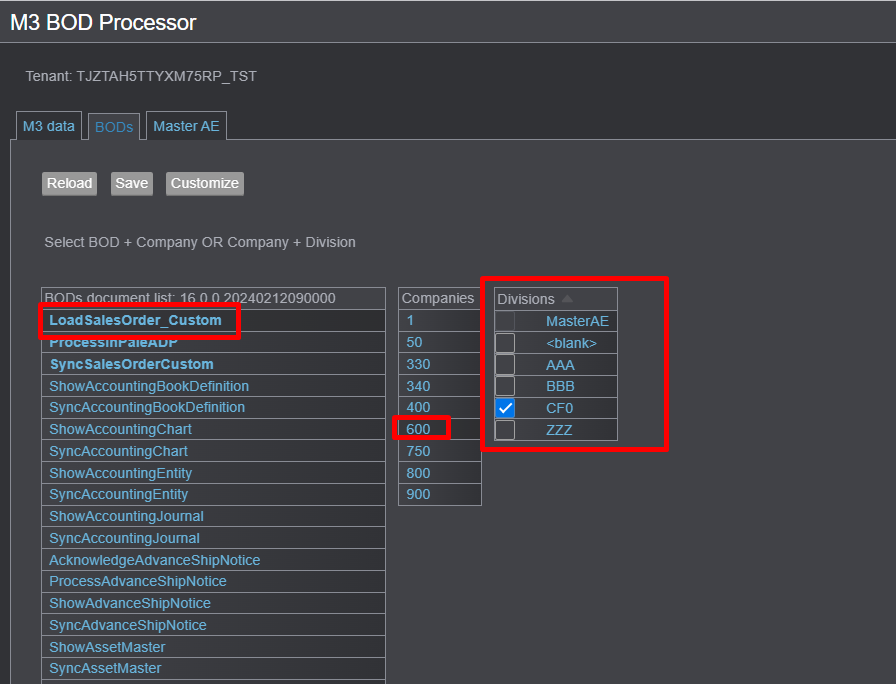 M3 BOD Processor
Tenant: TJZTAH5TTYXM75RP_TST
M3 data
BODs
Master AE
Reload
Save
Customize
Select BOD + Company OR Company + Division
BODs document list: 16.0.0.20240212090000
LoadSalesOrder_Custom
ProcessInPaleADP
SyncSalesOrderCustom
ShowAccountingBookDefinition
SyncAccountingBookDefinition
ShowAccountingChart
SyncAccountingChart
ShowAccountingEntity
SyncAccountingEntity
ShowAccountingJournal
SyncAccountingJournal
AcknowledgeAdvanceShipNotice
ProcessAdvanceShipNotice
ShowAdvanceShipNotice
SyncAdvanceShipNotice
ShowAssetMaster
SyncAssetMaster
Companies
1
50
330
340
400
600
750
800
900
Divisions
MasterAE
<blank>
AAA
BBB
CF0
ZZZ